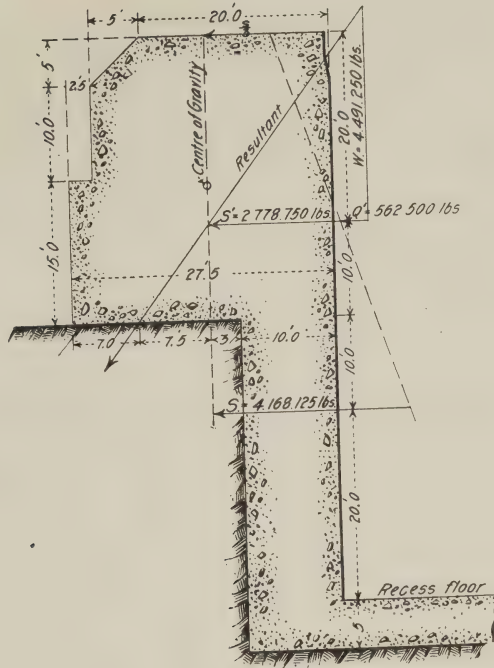 5' 20'.0
5'
2'5
10'.0
15'.0
Centre of Gravity
Resultant
20'.0
W = 4.491.250 lbs.
S' = 2 778.750 lbs. Q' = 562 500 lbs
27'.5
10'.0
7.0 7.5 3' 10'.0
10'.0
S = 4.168.125 lbs.
20'.0
Recess floor
5